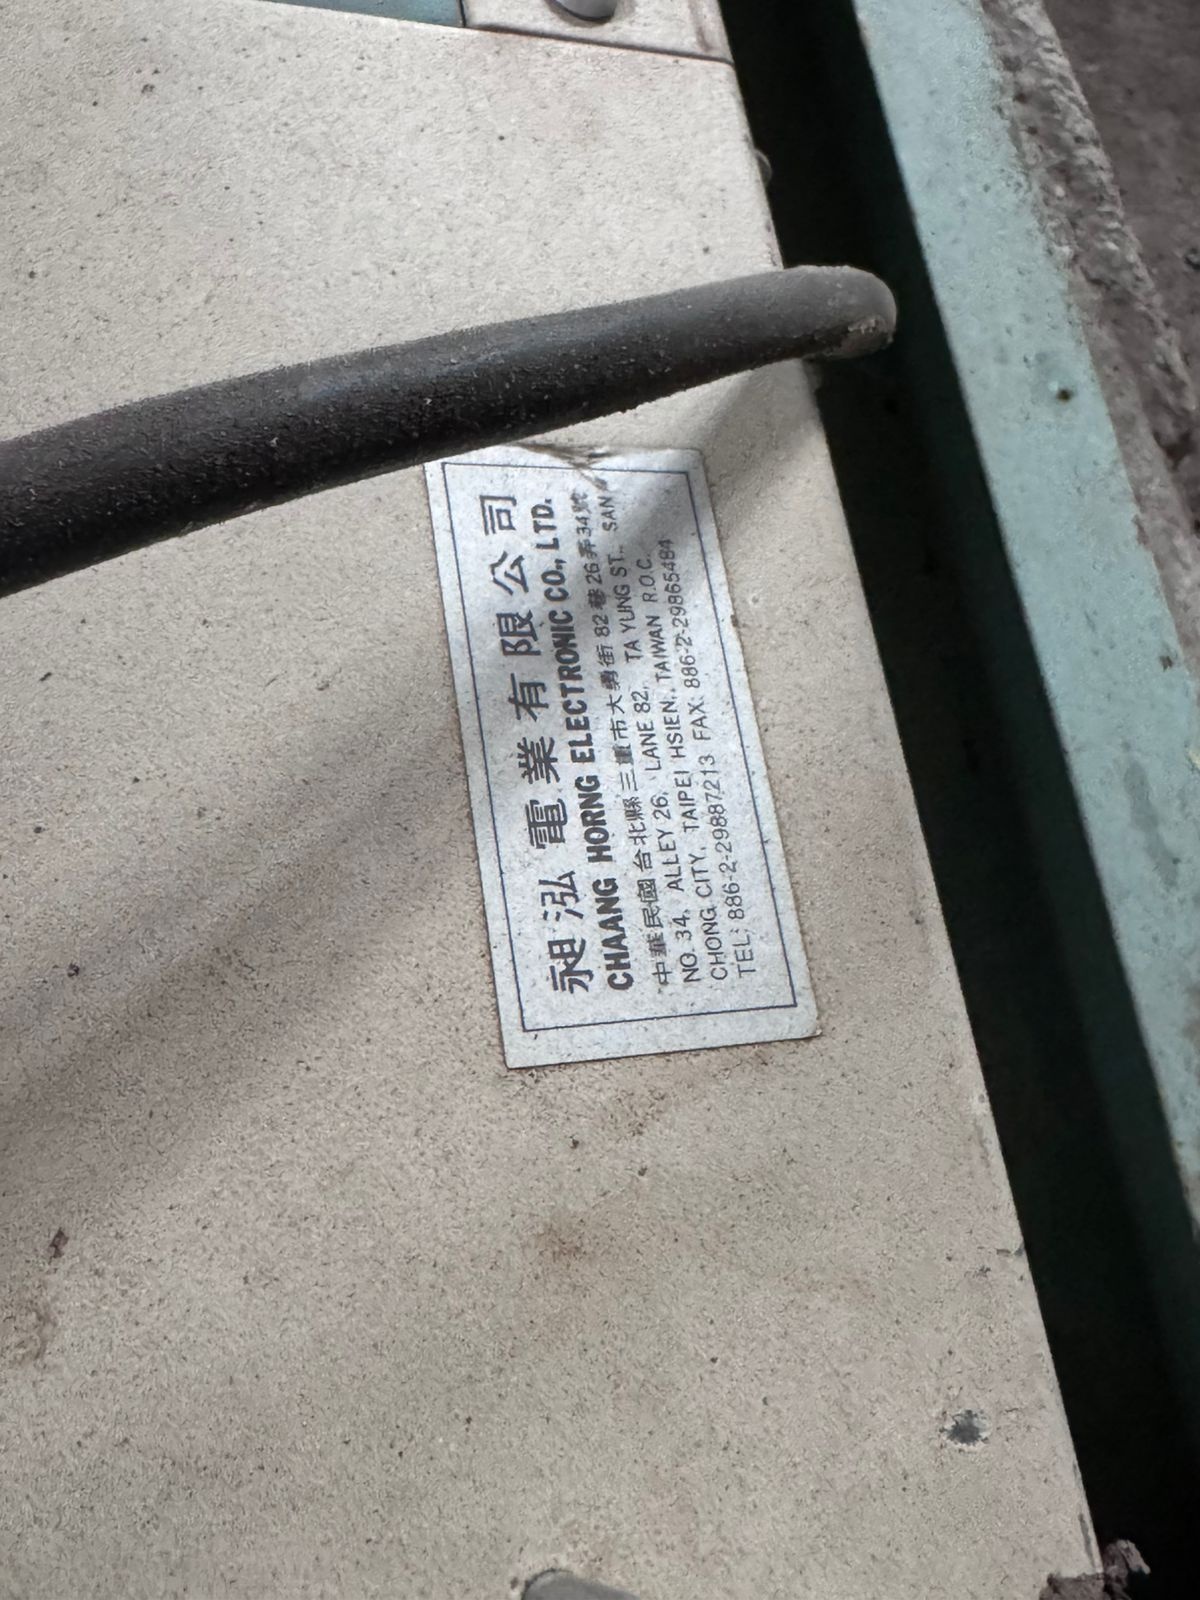 昶泓電業有限公司
CHAANG HORNG ELECTRONIC CO., LTD.
中華民國台北縣三重市大勇街82巷26弄34號
NO. 34, ALLEY 26, LANE 82, TA YUNG ST., SAN
CHONG CITY, TAIPEI HSIEN, TAIWAN R.O.C.
TEL: 886-2-29887213 FAX: 886-2-29865484